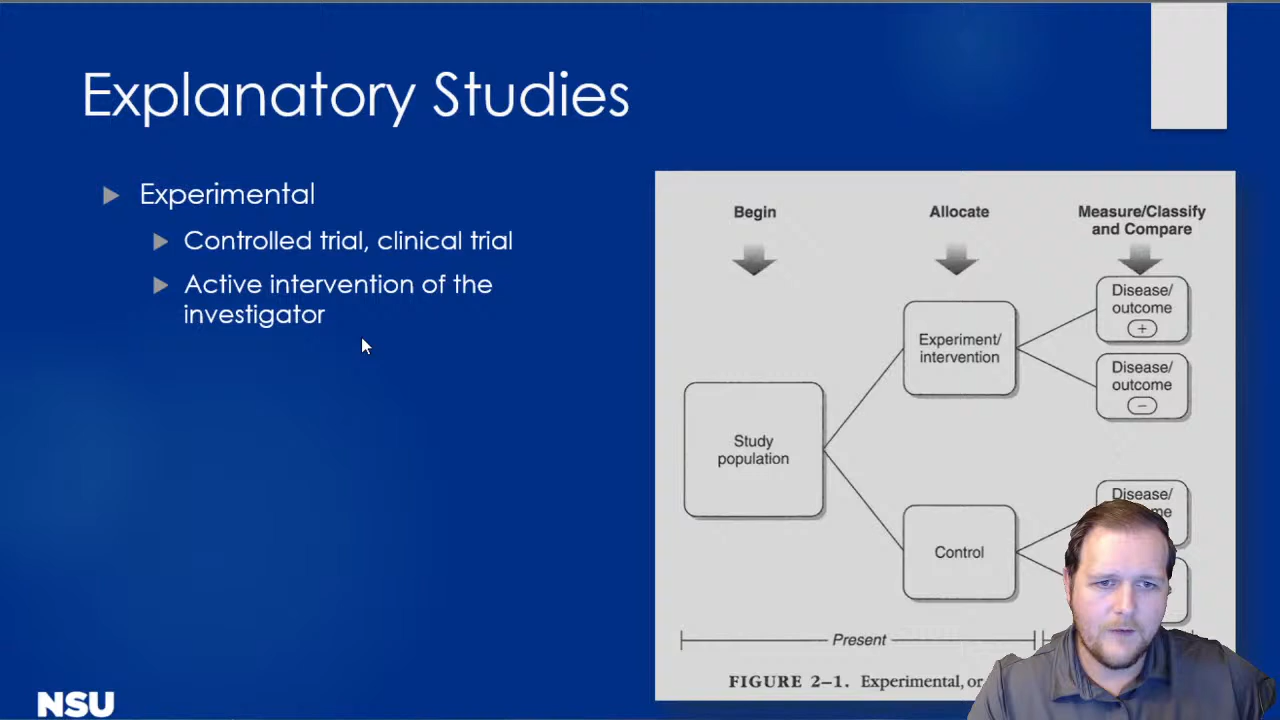 Explanatory Studies
Experimental
Controlled trial, clinical trial
Active intervention of the
investigator
Begin
Allocate
Measure/Classify
and Compare
Disease/
outcome
+
Experiment/
intervention
Disease/
outcome
−
Study
population
Disease/
Control
Present
FIGURE 2–1. Experimental, or
NSU